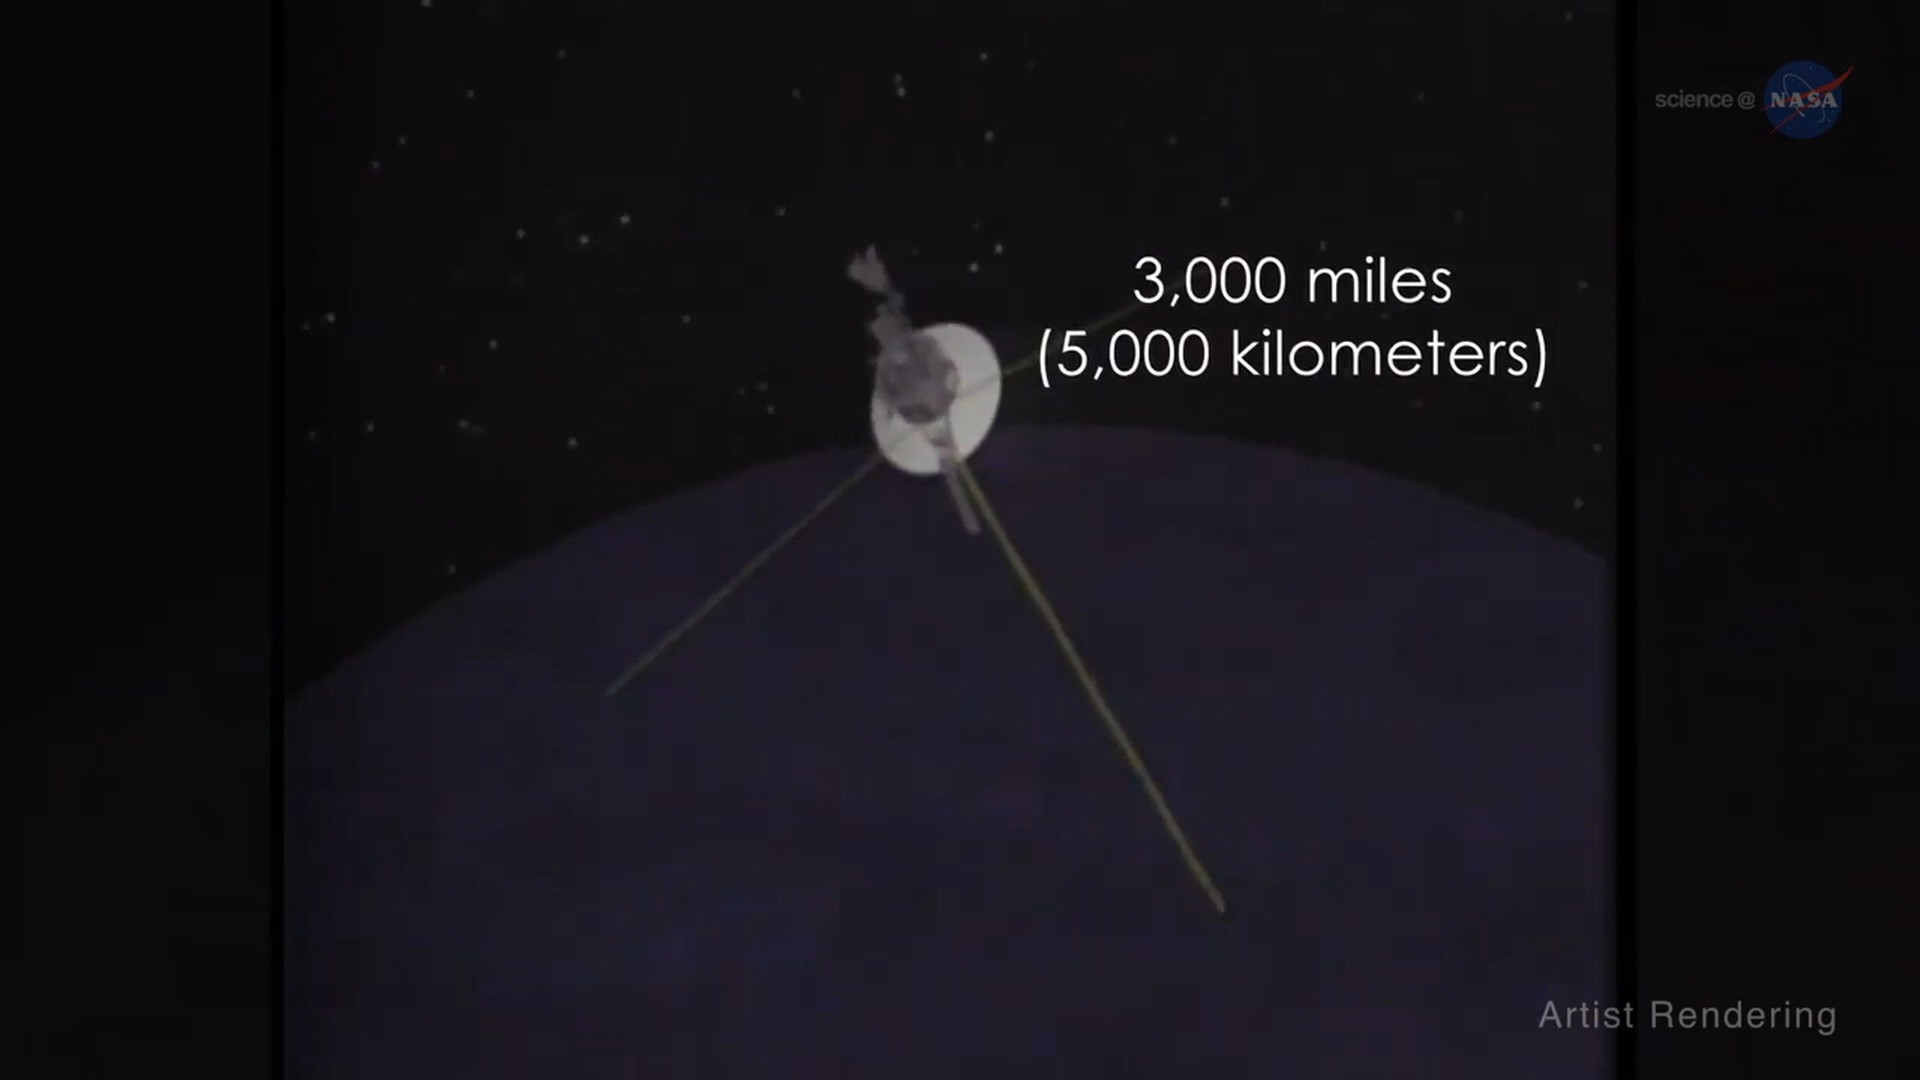 science @ NASA
3,000 miles
(5,000 kilometers)
Artist Rendering